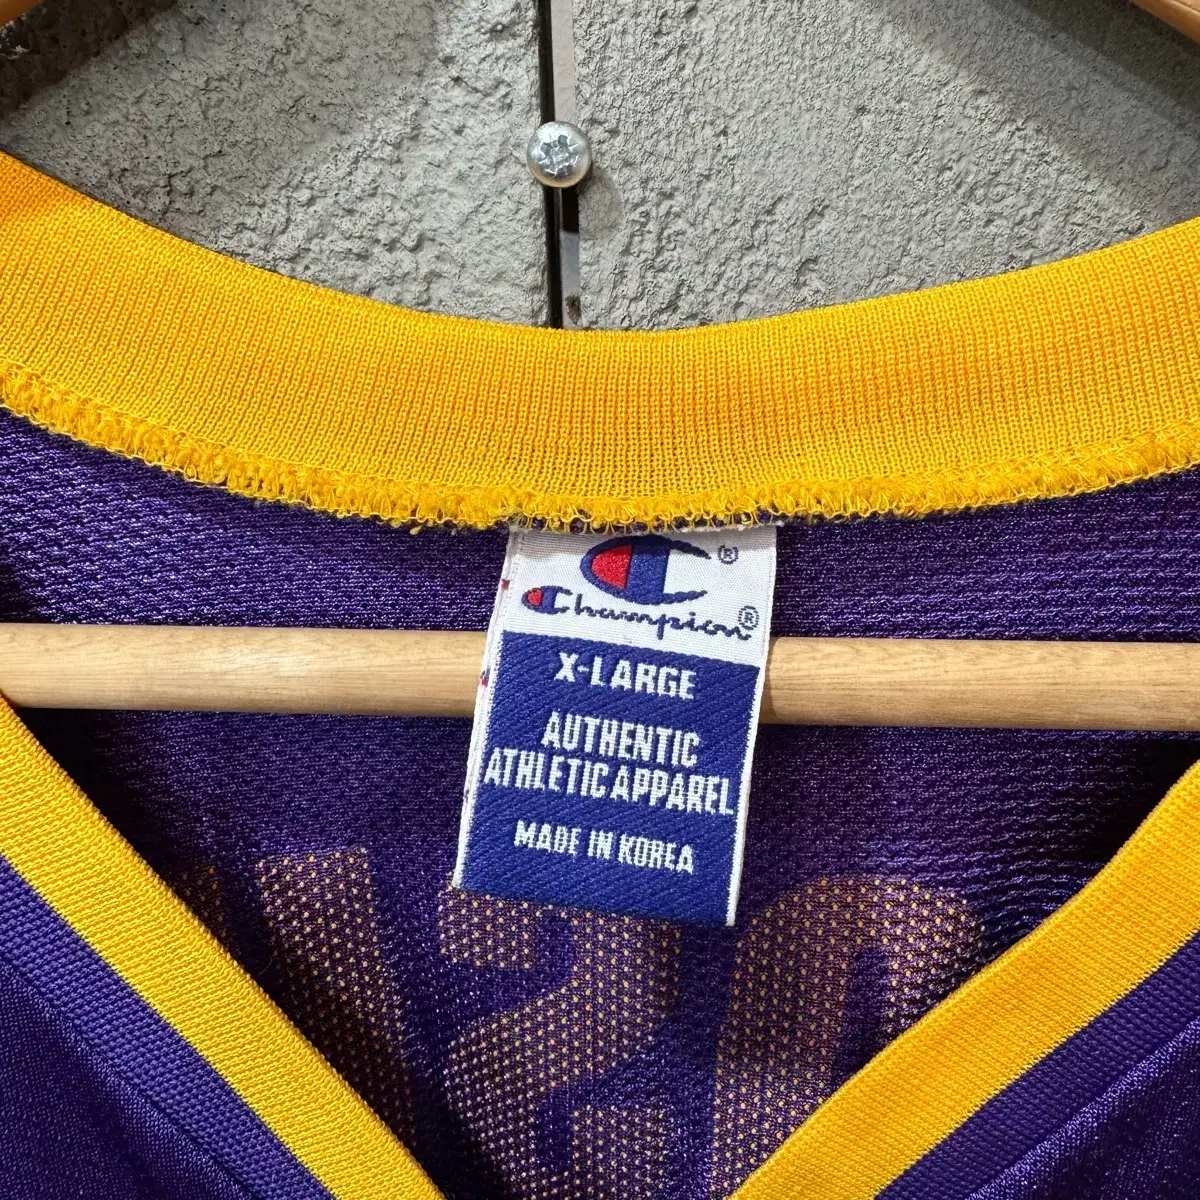 ®
Champion®
X-LARGE
AUTHENTIC
ATHLETIC APPAREL
MADE IN KOREA